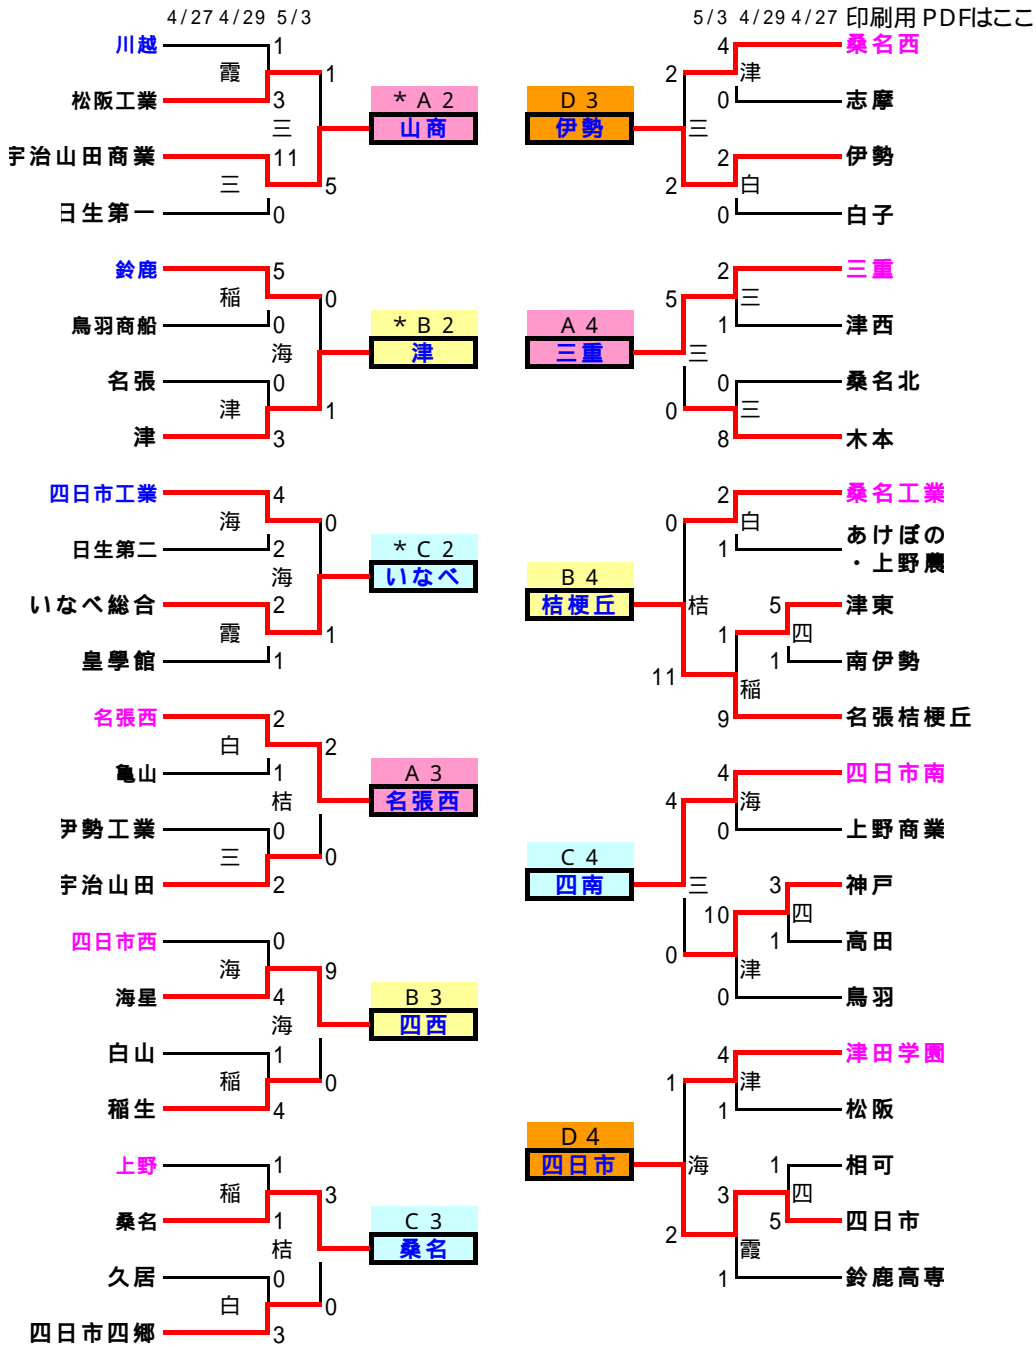 4/27 4/29 5/3
川越
1
霞
1
松阪工業
3
三
* A 2
山商
宇治山田商業
11
三
5
日生第一
0
鈴鹿
5
稲
0
鳥羽商船
0
海
* B 2
津
名張
0
津
1
津
3
四日市工業
4
海
0
日生第二
2
海
* C 2
いなべ
いなべ総合
2
霞
1
皇學館
1
名張西
2
白
2
亀山
1
桔
A 3
名張西
伊勢工業
0
三
0
宇治山田
2
四日市西
0
海
9
海星
4
海
B 3
四西
白山
1
稲
0
稲生
4
上野
1
稲
3
桑名
1
桔
C 3
桑名
久居
0
白
0
四日市四郷
3
5/3 4/29 4/27 印刷用PDFはここ
4
桑名西
2
津
0
志摩
D 3
伊勢
三
2
伊勢
2
白
0
白子
2
三重
5
三
1
津西
A 4
三重
三
0
桑名北
0
三
8
木本
2
桑名工業
0
白
1
あけぼの
・上野農
B 4
桔梗丘
桔
5
津東
1
四
1
南伊勢
11
稲
9
名張桔梗丘
4
四日市南
4
海
0
上野商業
C 4
四南
三
3
神戸
10
四
1
高田
0
津
0
鳥羽
4
津田学園
1
津
1
松阪
D 4
四日市
海
1
相可
3
四
5
四日市
2
霞
1
鈴鹿高専